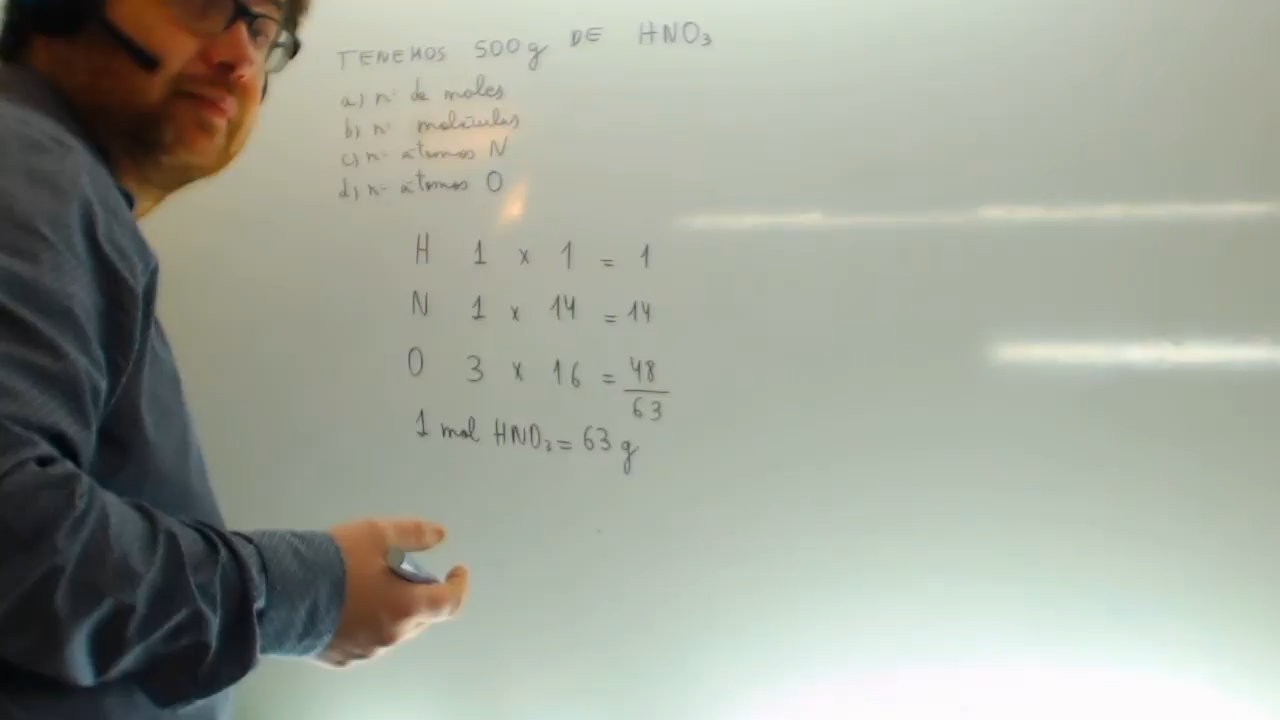 TENEMOS 500g DE HNO₃
a) nº de moles
b) nº moléculas
c) nº átomos N
d) nº átomos O
H 1 x 1 = 1
N 1 x 14 = 14
O 3 x 16 = 48
63
1 mol HNO₃ = 63 g